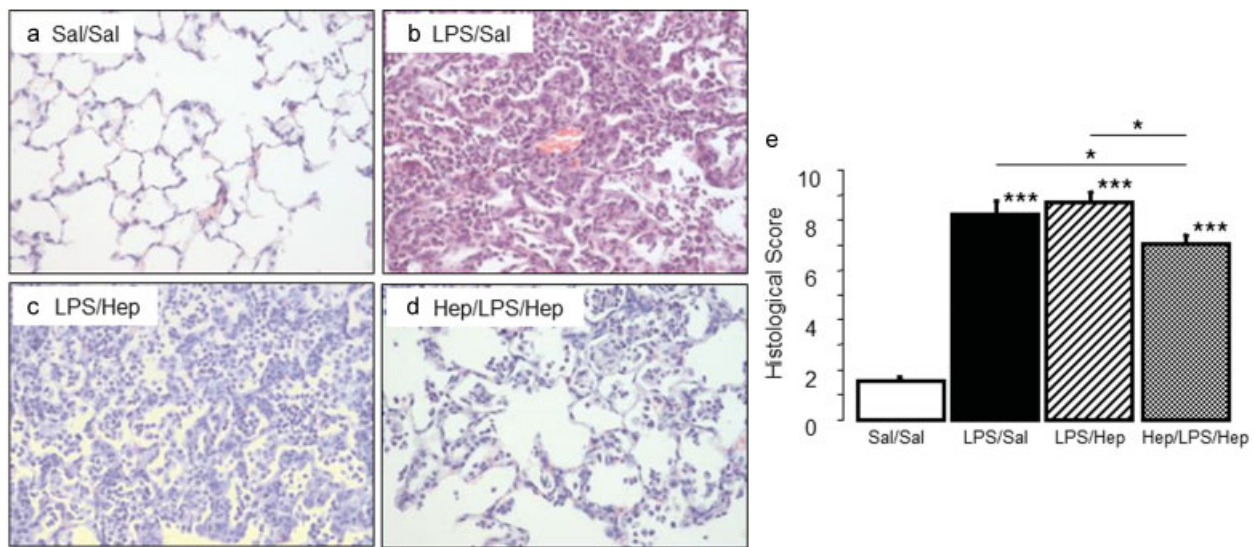 a Sal/Sal
b LPS/Sal
c LPS/Hep
d Hep/LPS/Hep
e
*
*
***
***
***
Histological Score
10
8
6
4
2
0
Sal/Sal
LPS/Sal
LPS/Hep
Hep/LPS/Hep